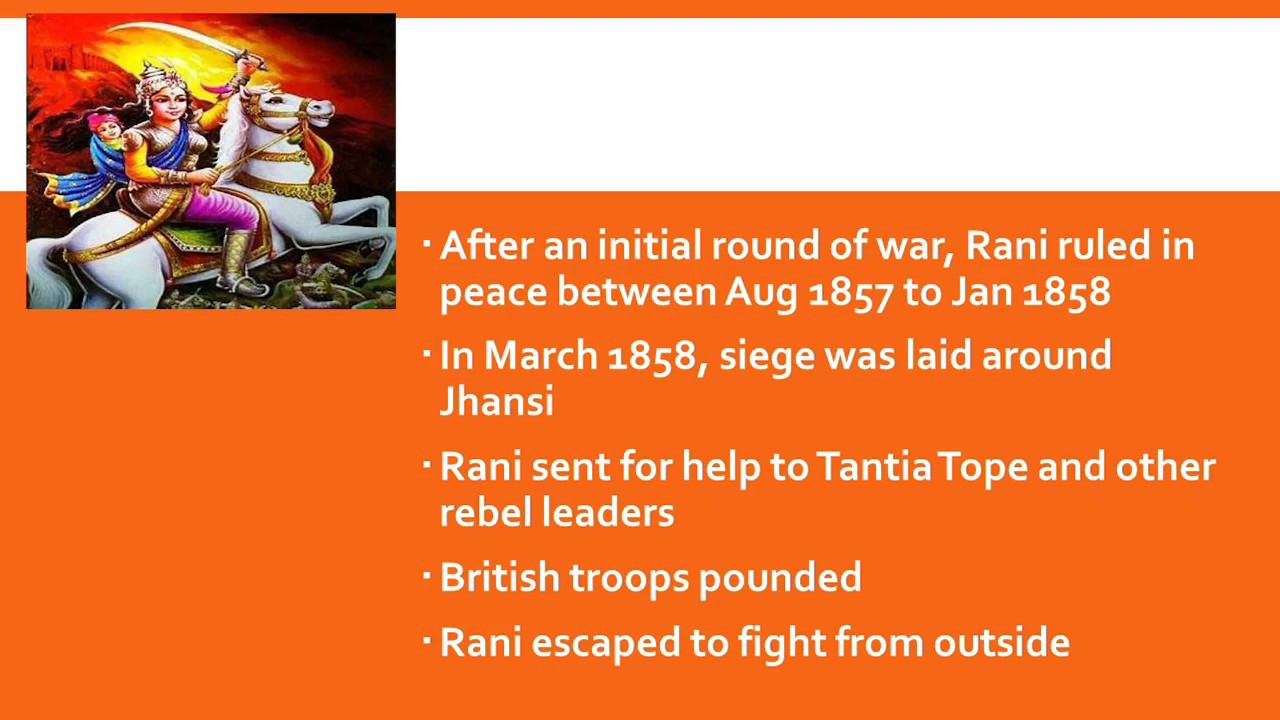 ▪ After an initial round of war, Rani ruled in
peace between Aug 1857 to Jan 1858
▪ In March 1858, siege was laid around
Jhansi
▪ Rani sent for help to Tantia Tope and other
rebel leaders
▪ British troops pounded
▪ Rani escaped to fight from outside